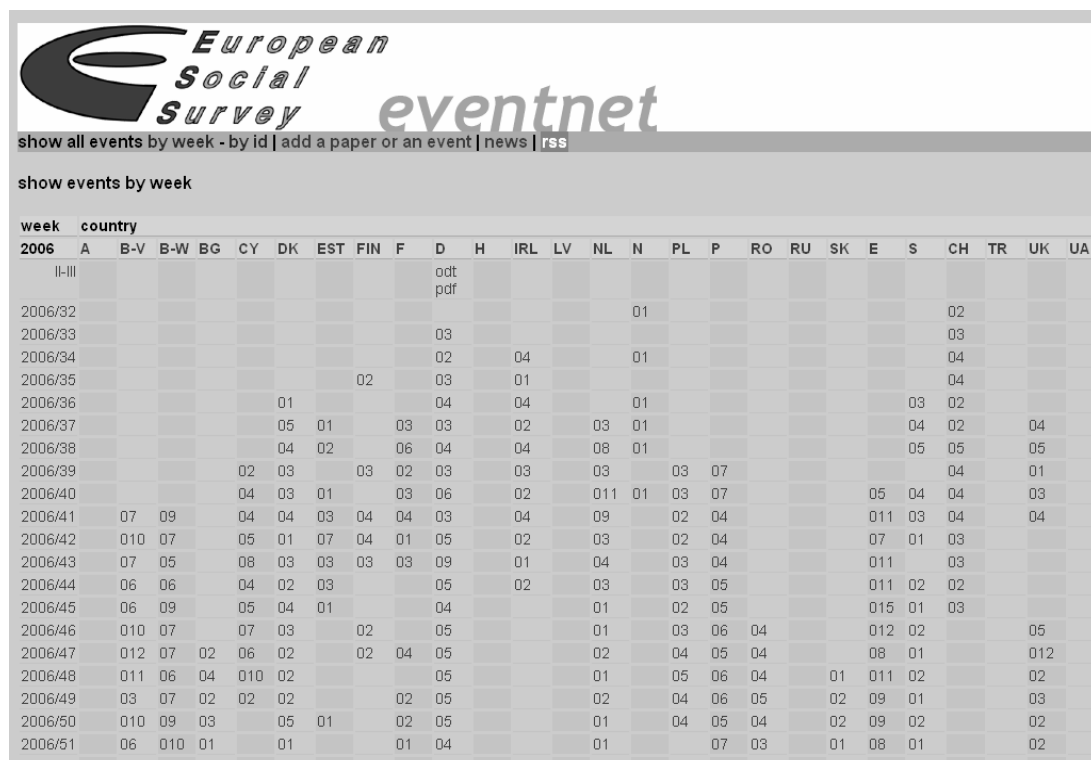 European
Social
Survey
eventnet
show all events by week - by id | add a paper or an event | news | rss
show events by week
week country
2006 A B-V B-W BG CY DK EST FIN F D H IRL LV NL N PL P RO RU SK E S CH TR UK UA
II-III odt
pdf
2006/32 01 02
2006/33 03 03
2006/34 02 04 01 04
2006/35 02 03 01 04
2006/36 01 04 04 01 03 02
2006/37 05 01 03 03 02 03 01 04 02 04
2006/38 04 02 06 04 04 08 01 05 05 05
2006/39 02 03 03 02 03 03 03 03 07 04 01
2006/40 04 03 01 03 06 02 011 01 03 07 05 04 04 03
2006/41 07 09 04 04 03 04 04 03 04 09 02 04 011 03 04 04
2006/42 010 07 05 01 07 04 01 05 02 03 02 04 07 01 03
2006/43 07 05 08 03 03 03 03 09 01 04 03 04 011 03
2006/44 06 06 04 02 03 05 02 03 03 05 011 02 02
2006/45 06 09 05 04 01 04 01 02 05 015 01 03
2006/46 010 07 07 03 02 05 01 03 06 04 012 02 05
2006/47 012 07 02 06 02 02 04 05 02 04 05 04 08 01 012
2006/48 011 06 04 010 02 05 01 05 06 04 01 011 02 02
2006/49 03 07 02 02 02 02 05 02 04 06 05 02 09 01 03
2006/50 010 09 03 05 01 02 05 01 04 05 04 02 09 02 02
2006/51 06 010 01 01 01 04 01 07 03 01 08 01 02